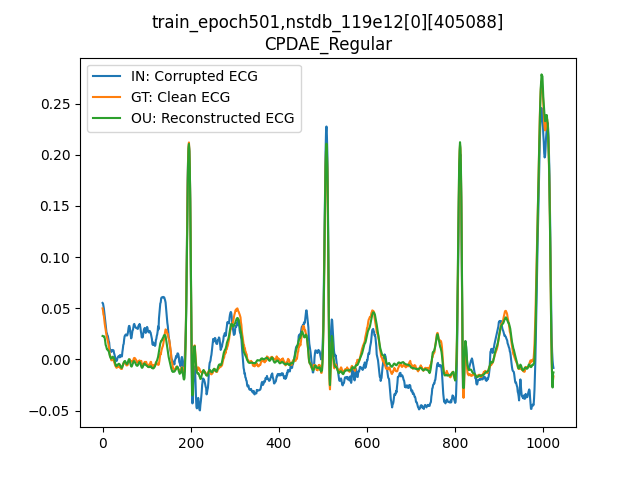 train_epoch501,nstdb_119e12[0][405088]
CPDAE_Regular
IN: Corrupted ECG
GT: Clean ECG
OU: Reconstructed ECG
0.25
0.20
0.15
0.10
0.05
0.00
−0.05
0 200 400 600 800 1000